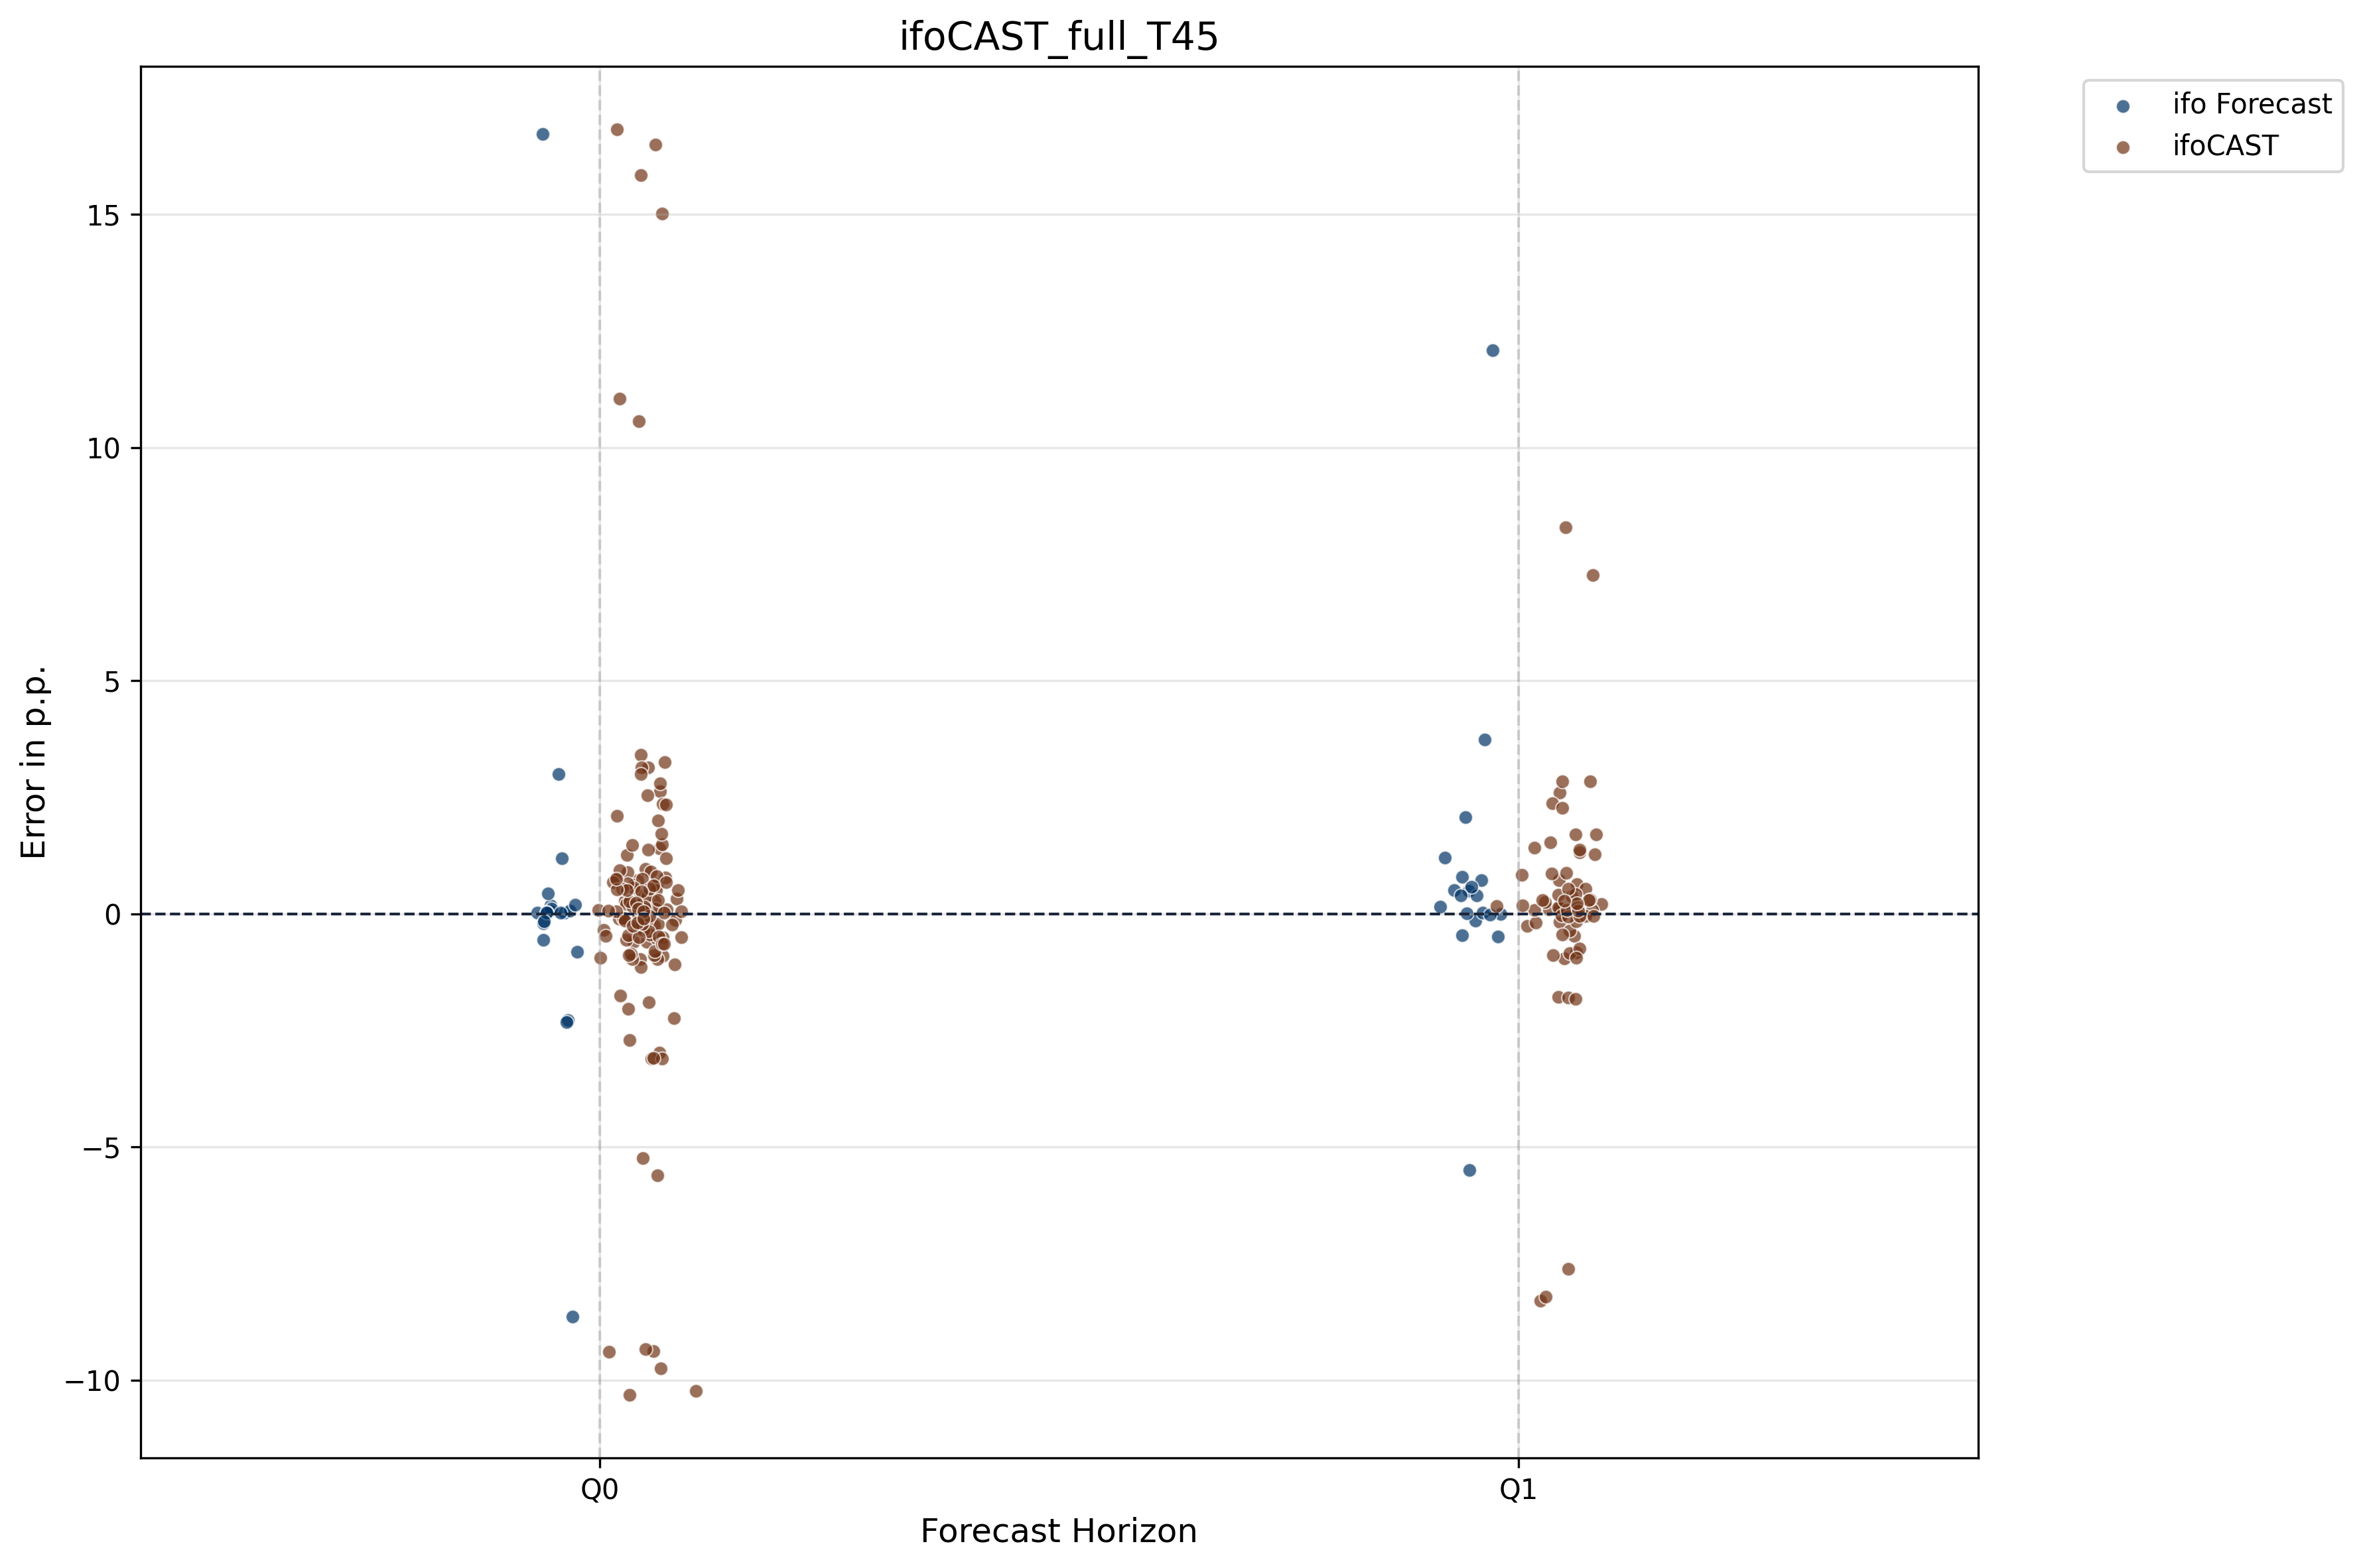 ifoCAST_full_T45
ifo Forecast
ifoCAST
Error in p.p.
15
10
5
0
−5
−10
Q0
Q1
Forecast Horizon